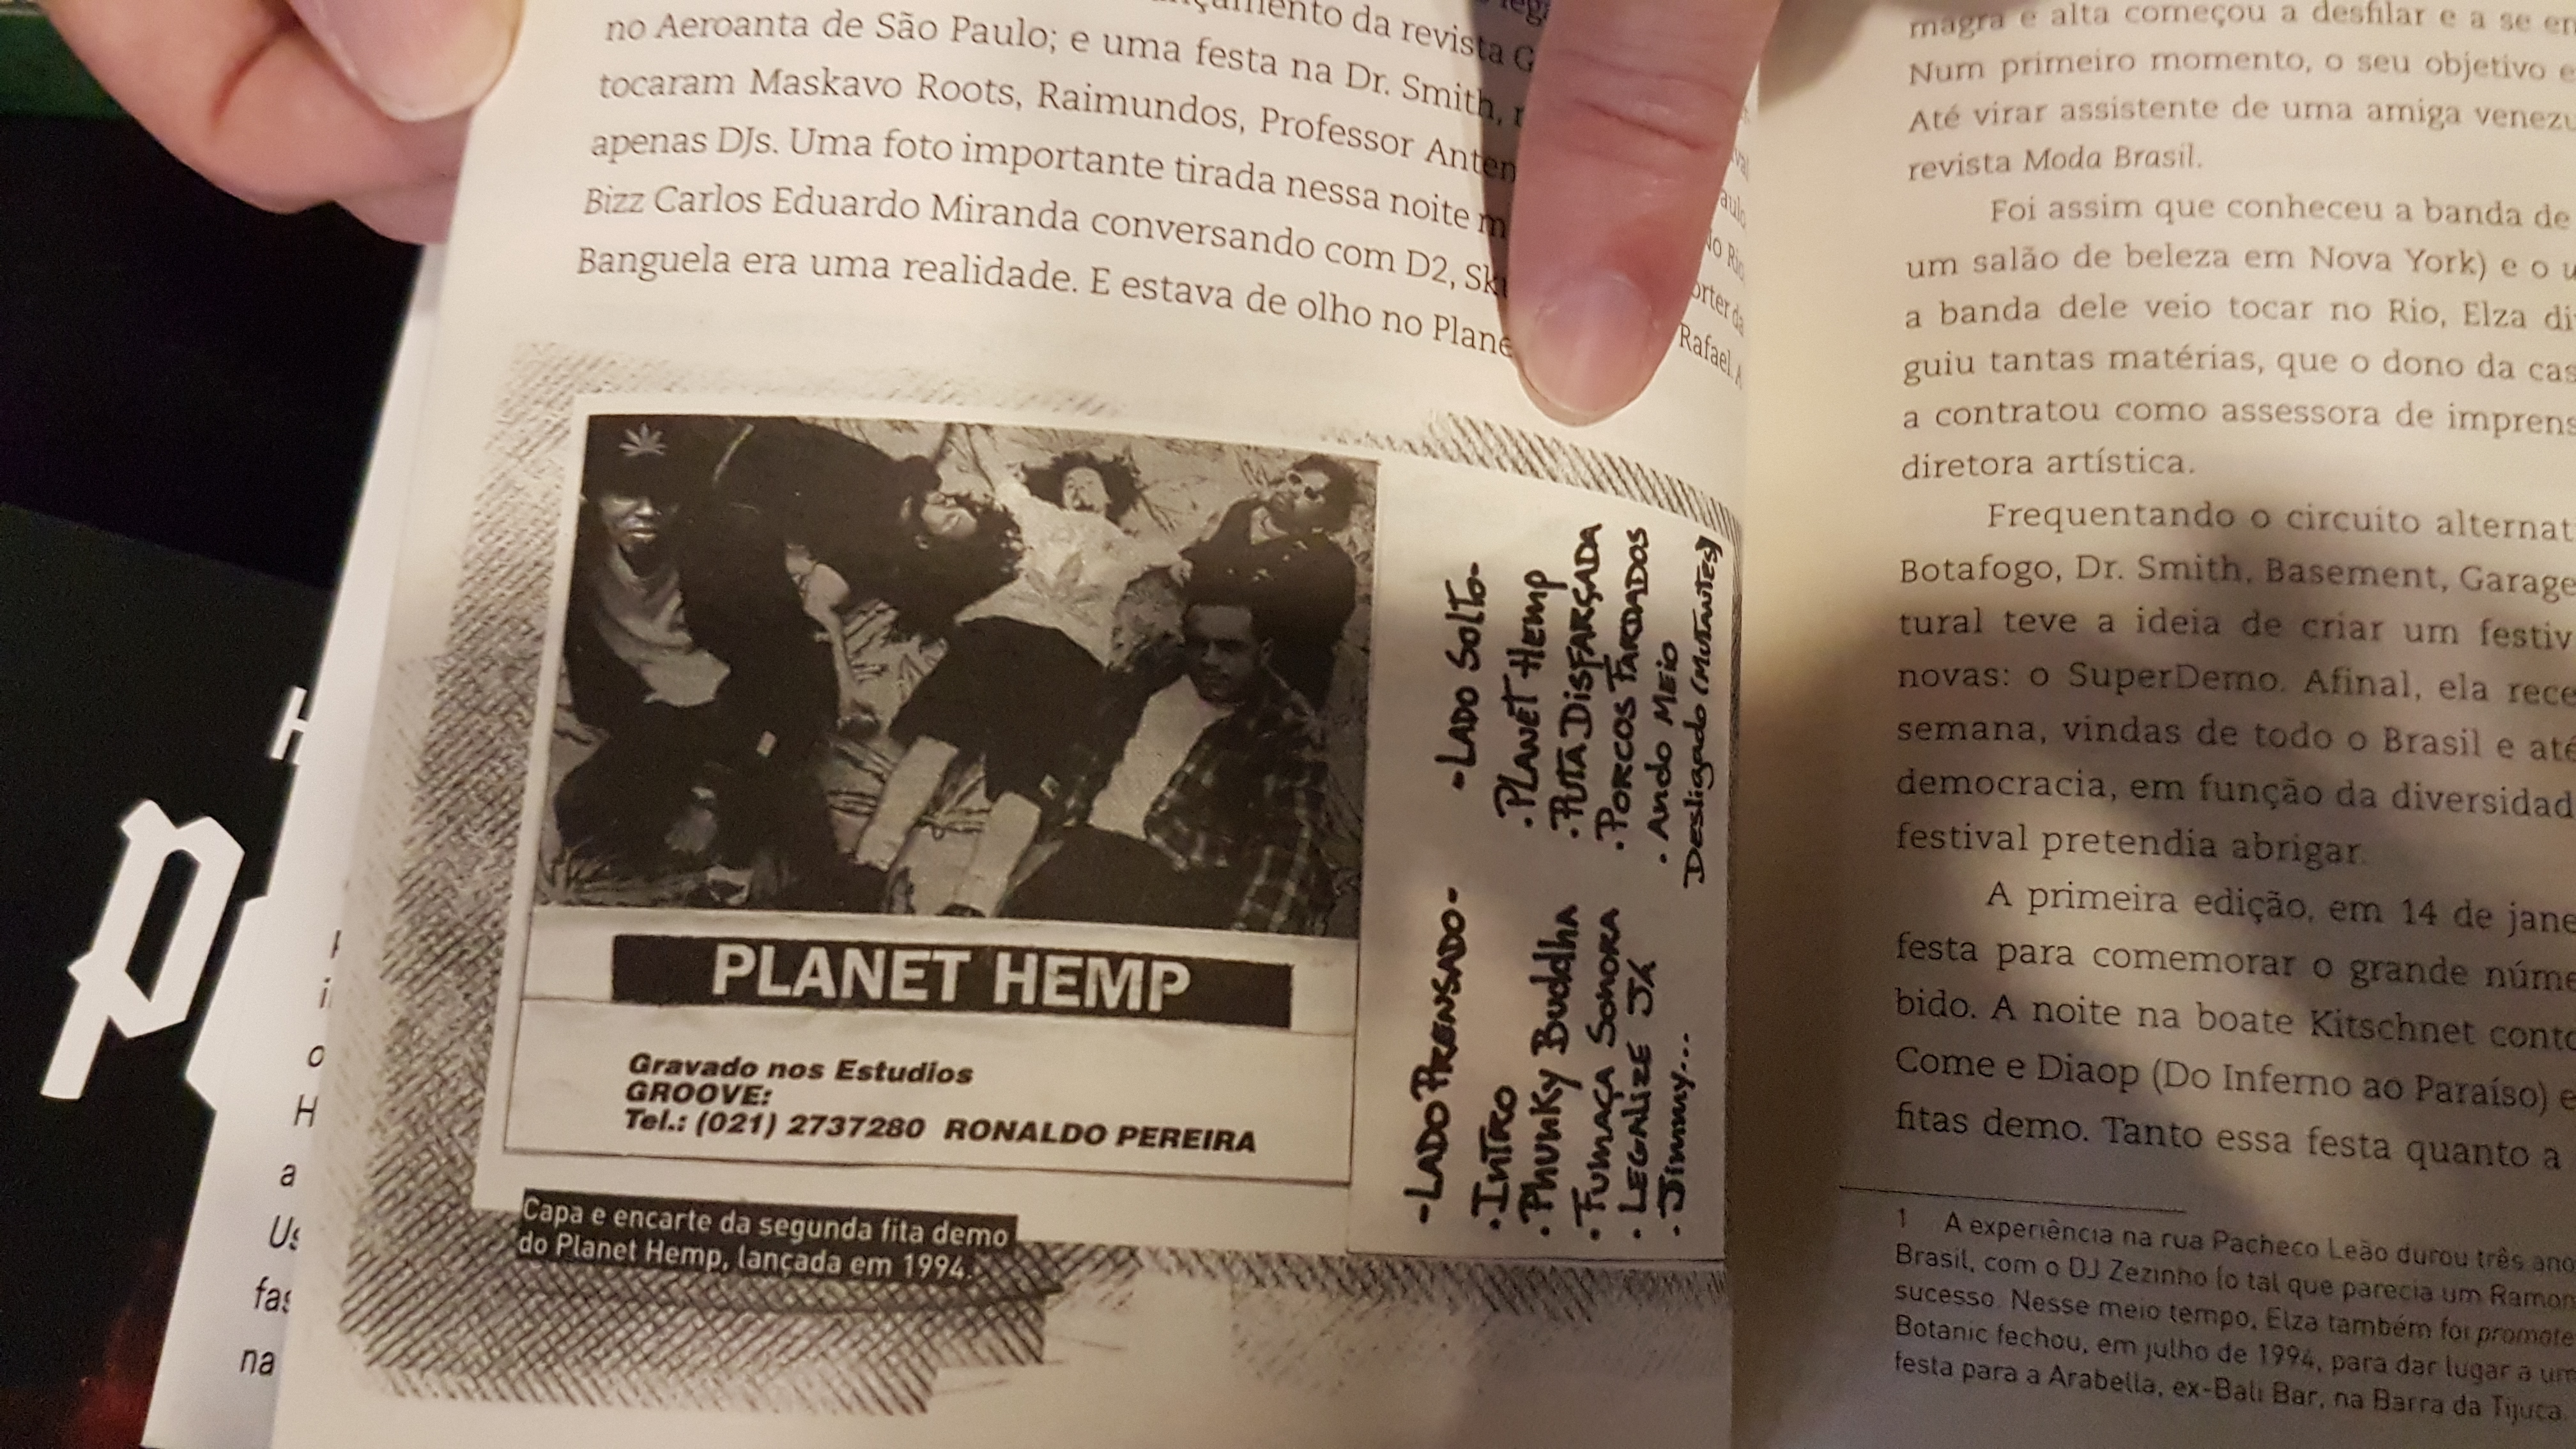 da revista
no Aeroanta de São Paulo; e uma festa na Dr. Smith,
tocaram Maskavo Roots, Raimundos, Professor
apenas DJs. Uma foto importante tirada nessa noite
Bizz Carlos Eduardo Miranda conversando com D2,
Banguela era uma realidade. E estava de olho no
Rafael.
PLANET HEMP
Gravado nos Estudios
GROOVE:
Tel.: (021) 2737280 RONALDO PEREIRA
-LADO PRENSADO-
• INTRO
• PHUNKY BUDDHA
• FUMAÇA SONORA
• LEGALIZE JÁ
• Jimmy...
-LADO SOLTO-
• PLANET HEMP
• PUTA DISFARÇADA
• PORCOS FARDADOS
• Ando MEIO
Desligado (MUTANTES)
Capa e encarte da segunda fita demo
do Planet Hemp, lançada em 1994.
magra e alta começou a desfilar e a se
Num primeiro momento, o seu objetivo
Até virar assistente de uma amiga
revista Moda Brasil.
Foi assim que conheceu a banda de
um salão de beleza em Nova York) e o
a banda dele veio tocar no Rio, Elza
guiu tantas matérias, que o dono da
a contratou como assessora de
diretora artística.
Frequentando o circuito
Botafogo, Dr. Smith, Basement,
tural teve a ideia de criar um
novas: o SuperDemo. Afinal, ela
semana, vindas de todo o Brasil e até
democracia, em função da
festival pretendia abrigar.
A primeira edição, em 14 de
festa para comemorar o grande
bido. A noite na boate Kitschnet
Come e Diaop (Do Inferno ao Paraíso) e
fitas demo. Tanto essa festa quanto a
1 A experiência na rua Pacheco Leão durou três
Brasil, com o DJ Zezinho (o tal que parecia um
sucesso. Nesse meio tempo, Elza também foi
Botanic fechou, em julho de 1994, para dar lugar a
festa para a Arabella, ex-Bali Bar, na Barra da Tijuca.